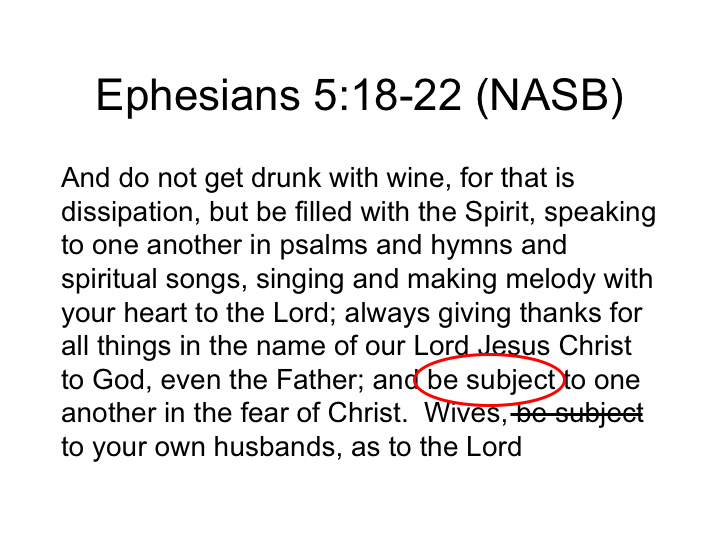 Ephesians 5:18-22 (NASB)
And do not get drunk with wine, for that is
dissipation, but be filled with the Spirit, speaking
to one another in psalms and hymns and
spiritual songs, singing and making melody with
your heart to the Lord; always giving thanks for
all things in the name of our Lord Jesus Christ
to God, even the Father; and be subject to one
another in the fear of Christ.  Wives, be subject
to your own husbands, as to the Lord